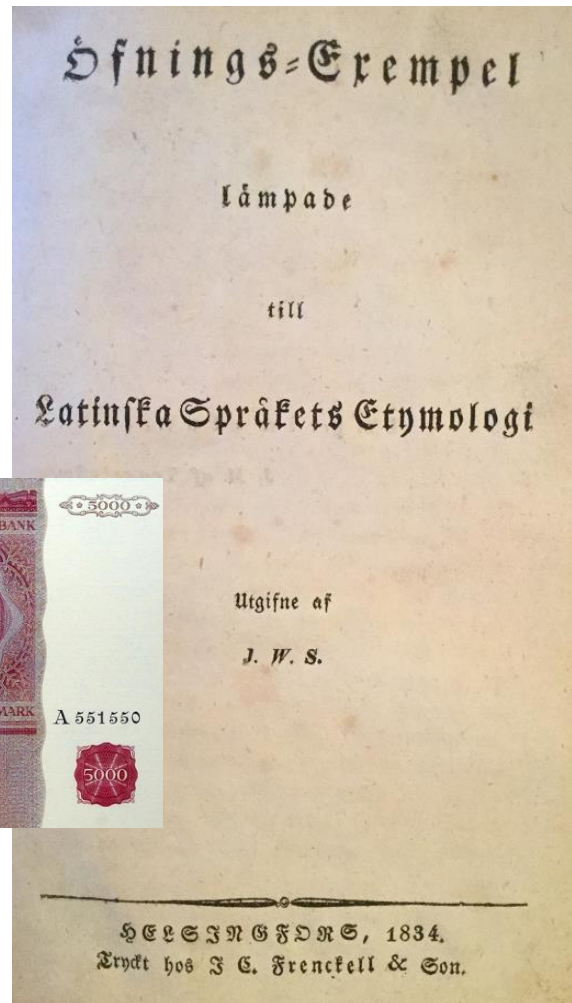 Öfnings-Exempel
lämpade
till
Latinska Språkets Etymologi
Utgifne af
J. W. S.
HELSINGFORS, 1834.
Tryckt hos J C. Frenckell & Son.
5000
BANK
MARK
A 551550
5000